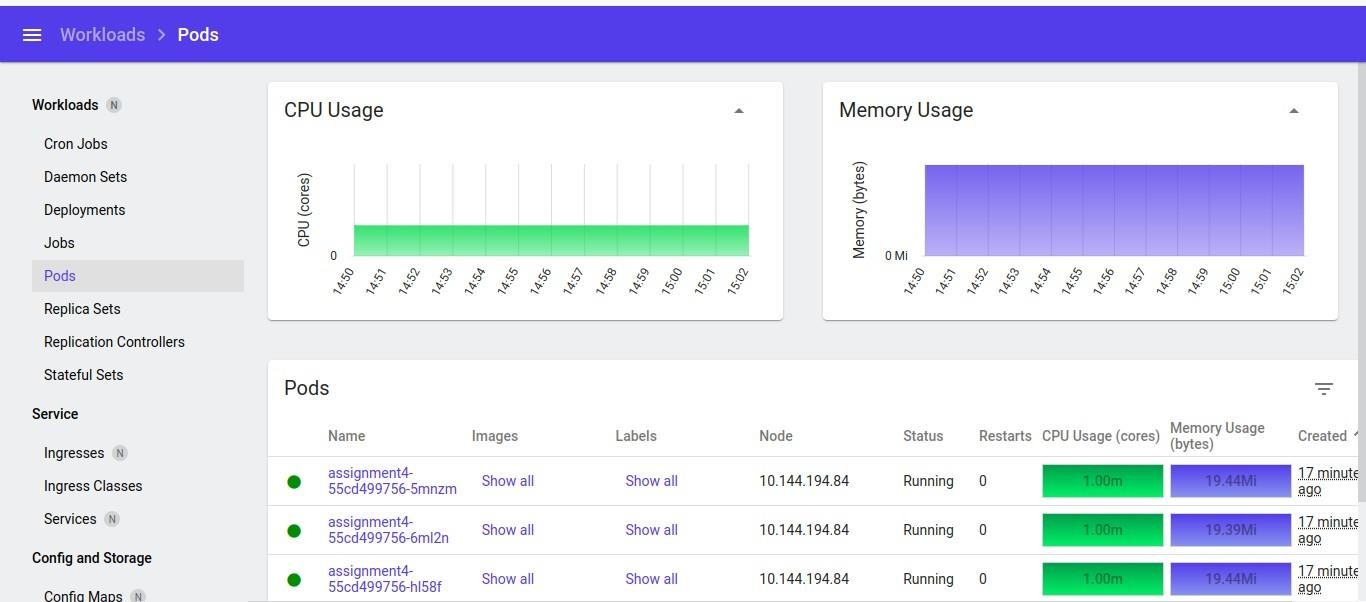 Workloads > Pods
Workloads N
Cron Jobs
Daemon Sets
Deployments
Jobs
Pods
Replica Sets
Replication Controllers
Stateful Sets
Service
Ingresses N
Ingress Classes
Services N
Config and Storage
Config Maps N
CPU Usage
CPU (cores)
0
14:50 14:51 14:52 14:53 14:54 14:55 14:56 14:57 14:58 14:59 15:00 15:01 15:02
Memory Usage
Memory (bytes)
0 Mi
14:50 14:51 14:52 14:53 14:54 14:55 14:56 14:57 14:58 14:59 15:00 15:01 15:02
Pods
Name Images Labels Node Status Restarts CPU Usage (cores) Memory Usage (bytes) Created
assignment4-
55cd499756-5mnzm Show all Show all 10.144.194.84 Running 0 1.00m 19.44Mi 17 minute
ago
assignment4-
55cd499756-6ml2n Show all Show all 10.144.194.84 Running 0 1.00m 19.39Mi 17 minute
ago
assignment4-
55cd499756-hl58f Show all Show all 10.144.194.84 Running 0 1.00m 19.44Mi 17 minute
ago